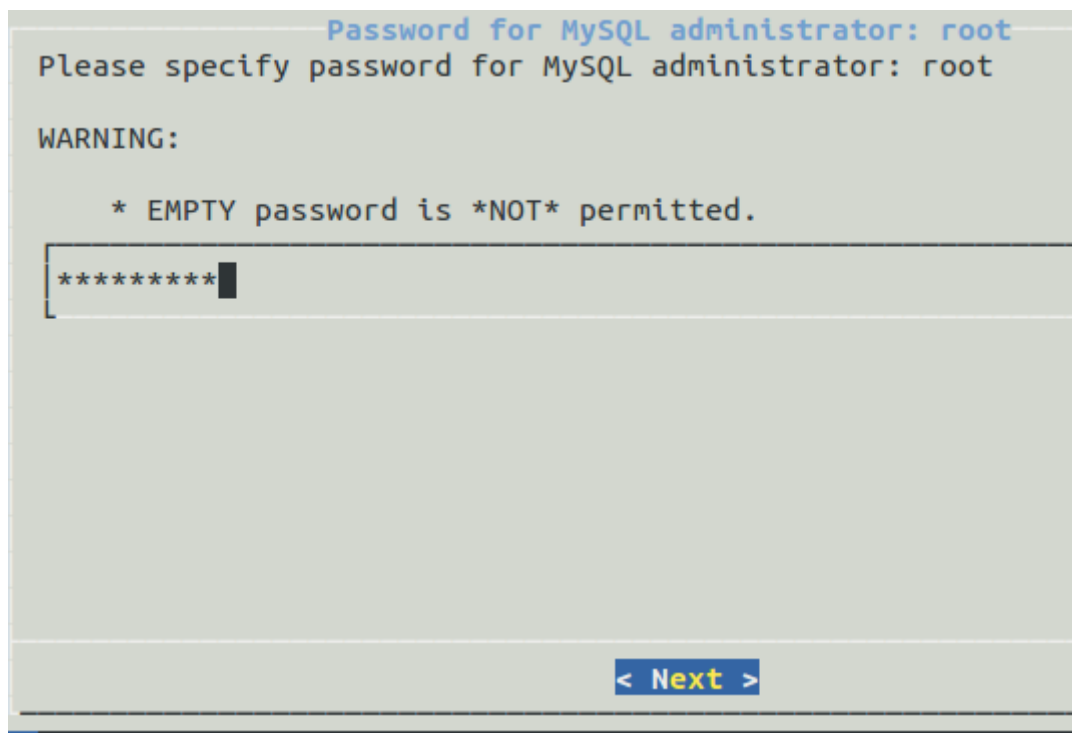 Password for MySQL administrator: root
Please specify password for MySQL administrator: root
WARNING:
* EMPTY password is *NOT* permitted.
*********
< Next >